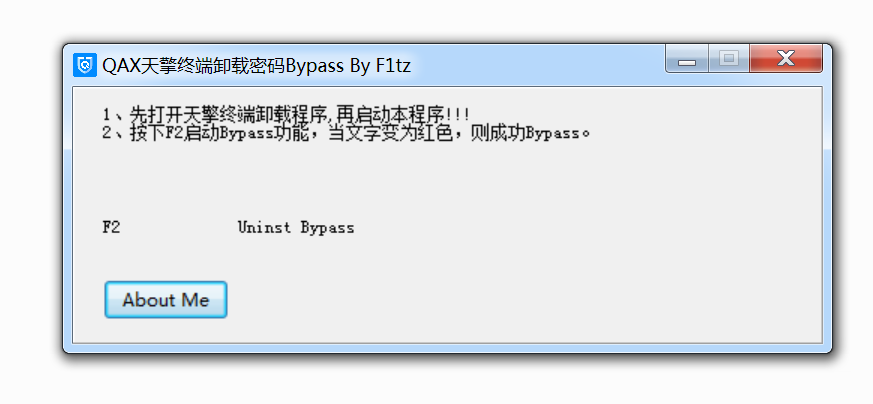 QAX天擎终端卸载密码Bypass By F1tz
1、先打开天擎终端卸载程序,再启动本程序!!!
2、按下F2启动Bypass功能，当文字变为红色，则成功Bypass。
F2 Uninst Bypass
About Me